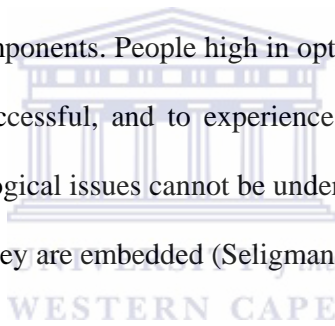 mponents. People high in opt
ccessful, and to experience
ogical issues cannot be under
ey are embedded (Seligman
UNIVERSITY of
WESTERN CAPE